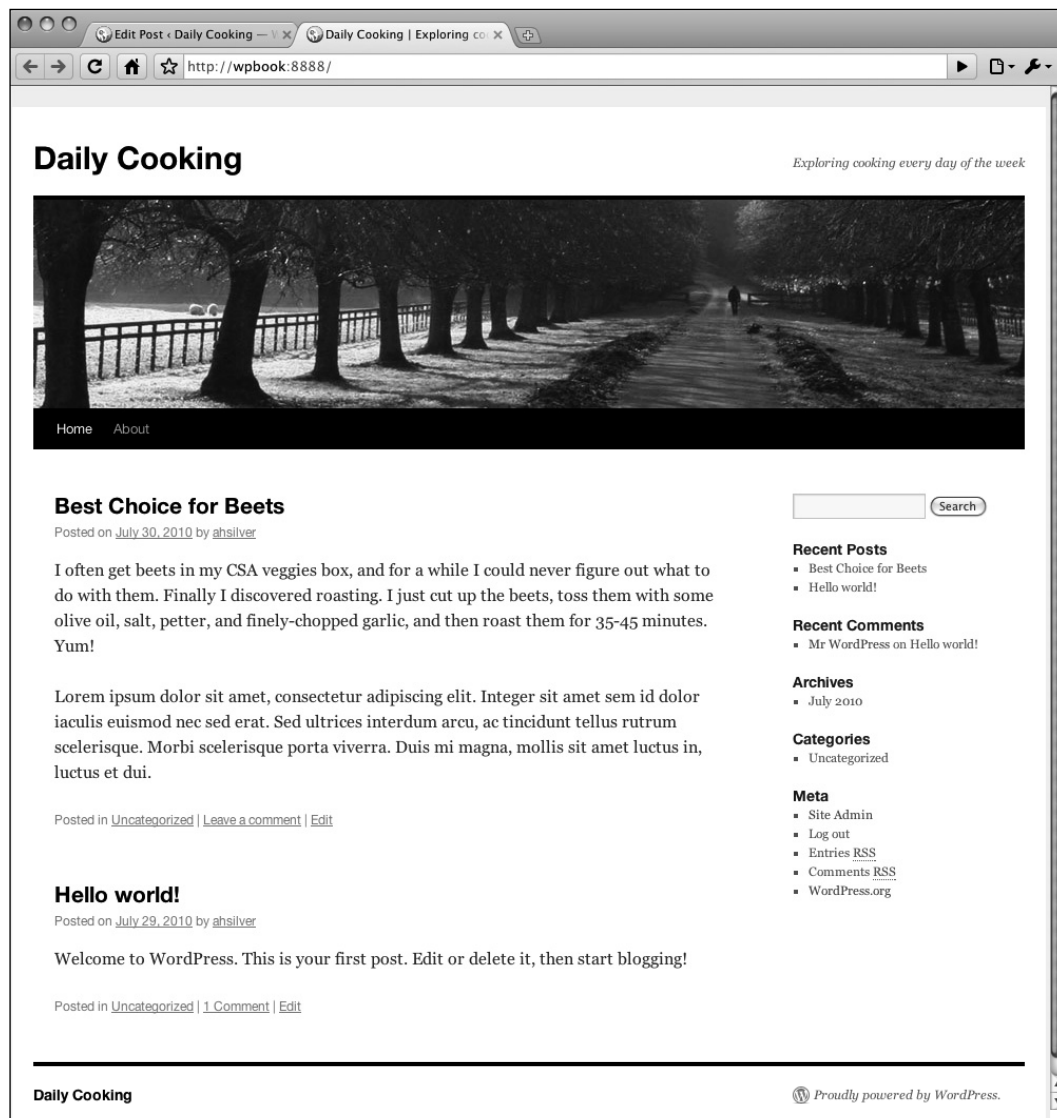 Edit Post ‹ Daily Cooking —
Daily Cooking | Exploring co
http://wpbook:8888/
Daily Cooking
Exploring cooking every day of the week
Home About
Best Choice for Beets
Posted on July 30, 2010 by ahsilver
I often get beets in my CSA veggies box, and for a while I could never figure out what to
do with them. Finally I discovered roasting. I just cut up the beets, toss them with some
olive oil, salt, petter, and finely-chopped garlic, and then roast them for 35-45 minutes.
Yum!
Lorem ipsum dolor sit amet, consectetur adipiscing elit. Integer sit amet sem id dolor
iaculis euismod nec sed erat. Sed ultrices interdum arcu, ac tincidunt tellus rutrum
scelerisque. Morbi scelerisque porta viverra. Duis mi magna, mollis sit amet luctus in,
luctus et dui.
Posted in Uncategorized | Leave a comment | Edit
Hello world!
Posted on July 29, 2010 by ahsilver
Welcome to WordPress. This is your first post. Edit or delete it, then start blogging!
Posted in Uncategorized | 1 Comment | Edit
Search
Recent Posts
Best Choice for Beets
Hello world!
Recent Comments
Mr WordPress on Hello world!
Archives
July 2010
Categories
Uncategorized
Meta
Site Admin
Log out
Entries RSS
Comments RSS
WordPress.org
Daily Cooking
Proudly powered by WordPress.